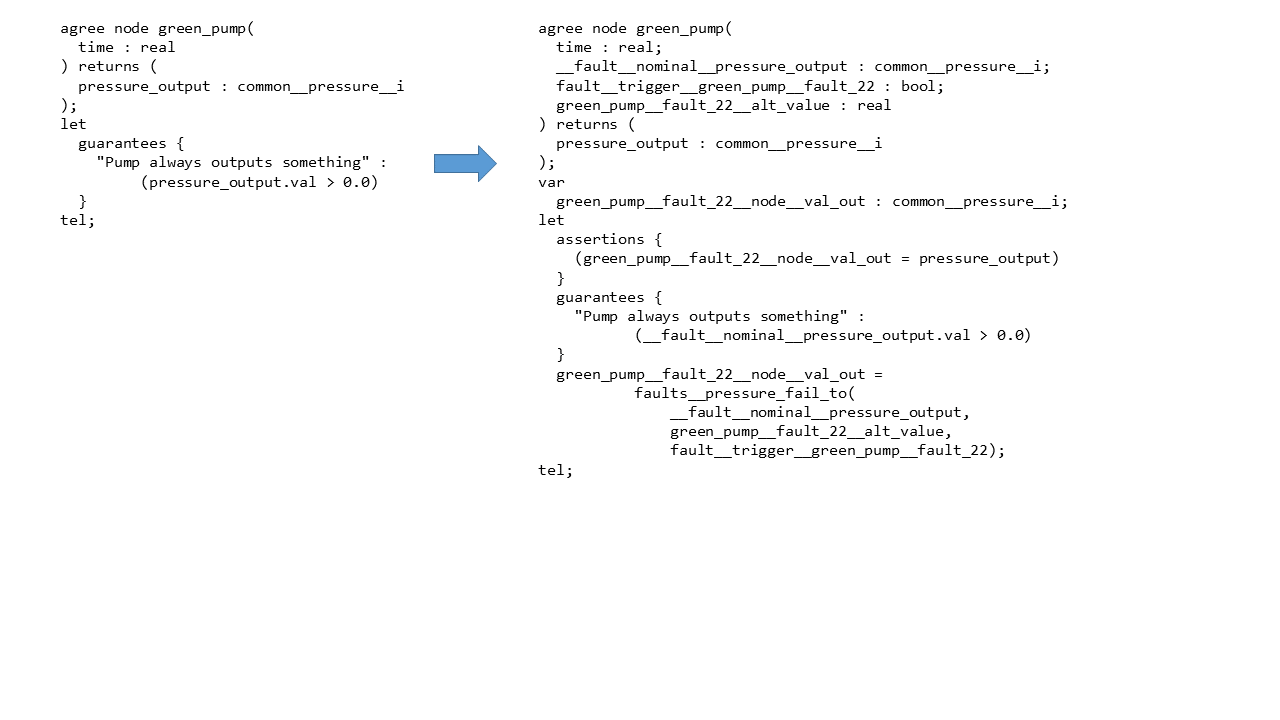 agree node green_pump(
  time : real
) returns (
  pressure_output : common__pressure__i
);
let
  guarantees {
    "Pump always outputs something" :
         (pressure_output.val > 0.0)
  }
tel;
agree node green_pump(
  time : real;
  __fault__nominal__pressure_output : common__pressure__i;
  fault__trigger__green_pump__fault_22 : bool;
  green_pump__fault_22__alt_value : real
) returns (
  pressure_output : common__pressure__i
);
var
  green_pump__fault_22__node__val_out : common__pressure__i;
let
  assertions {
    (green_pump__fault_22__node__val_out = pressure_output)
  }
  guarantees {
    "Pump always outputs something" :
           (__fault__nominal__pressure_output.val > 0.0)
  }
  green_pump__fault_22__node__val_out =
           faults__pressure_fail_to(
               __fault__nominal__pressure_output,
               green_pump__fault_22__alt_value,
               fault__trigger__green_pump__fault_22);
tel;